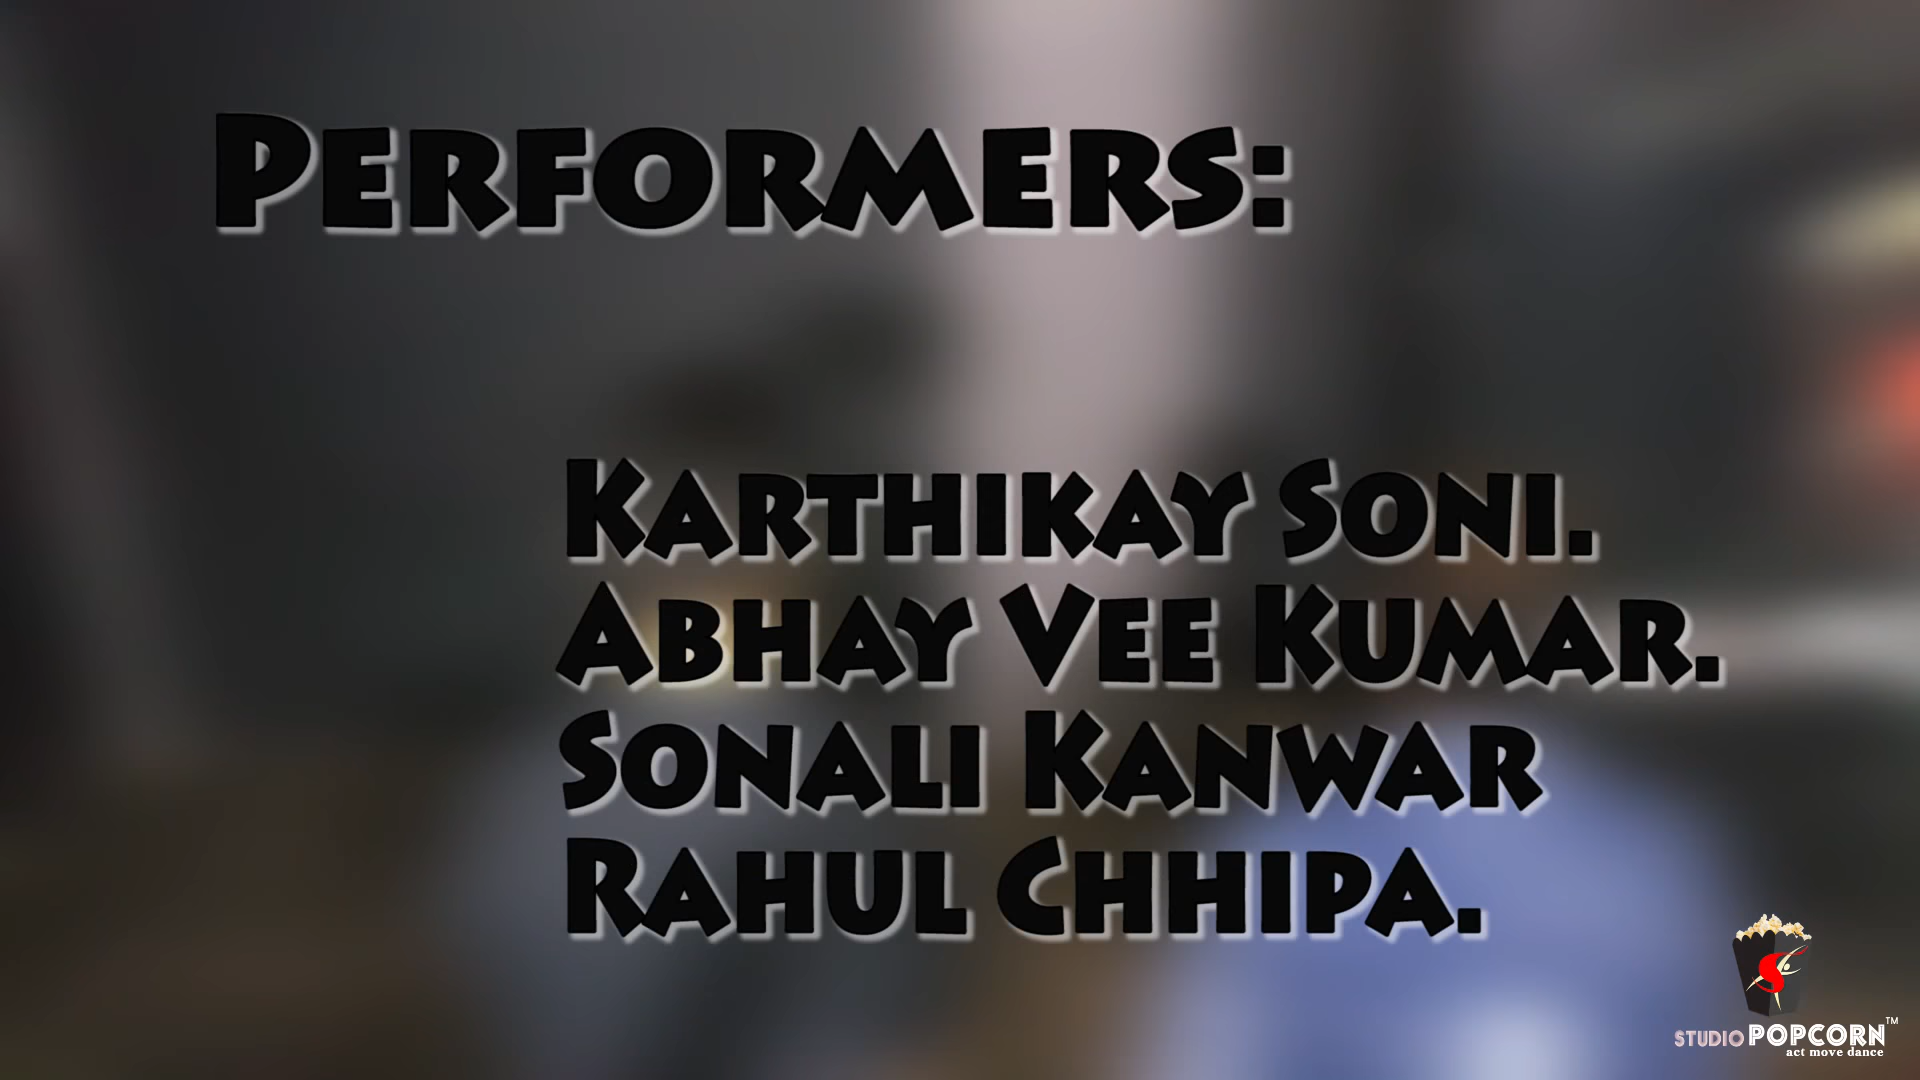 Performers:
Karthikay Soni.
Abhay Vee Kumar.
Sonali Kanwar
Rahul Chhipa.
STUDIO POPCORN™
act move dance